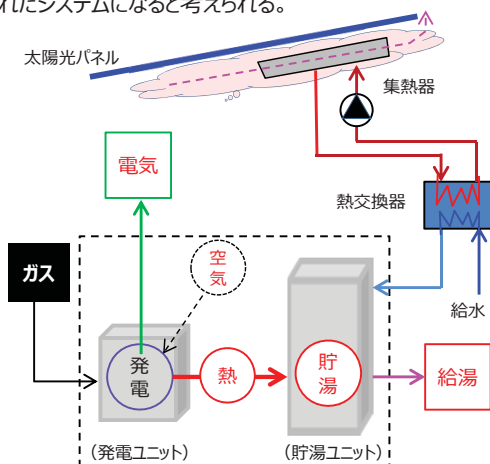 れたシステムになると考えられる。
太陽光パネル
集熱器
電気
熱交換器
ガス
空
気
給水
発
電
熱
貯
湯
給湯
（発電ユニット）
（貯湯ユニット）